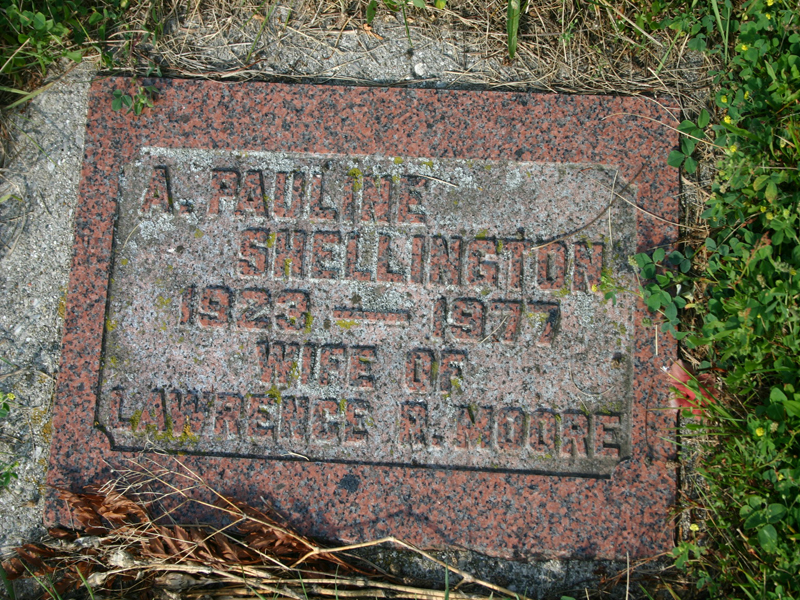 A. PAULINE
SHELLINGTON
1923 — 1977
WIFE OF
LAWRENCE R. MOORE